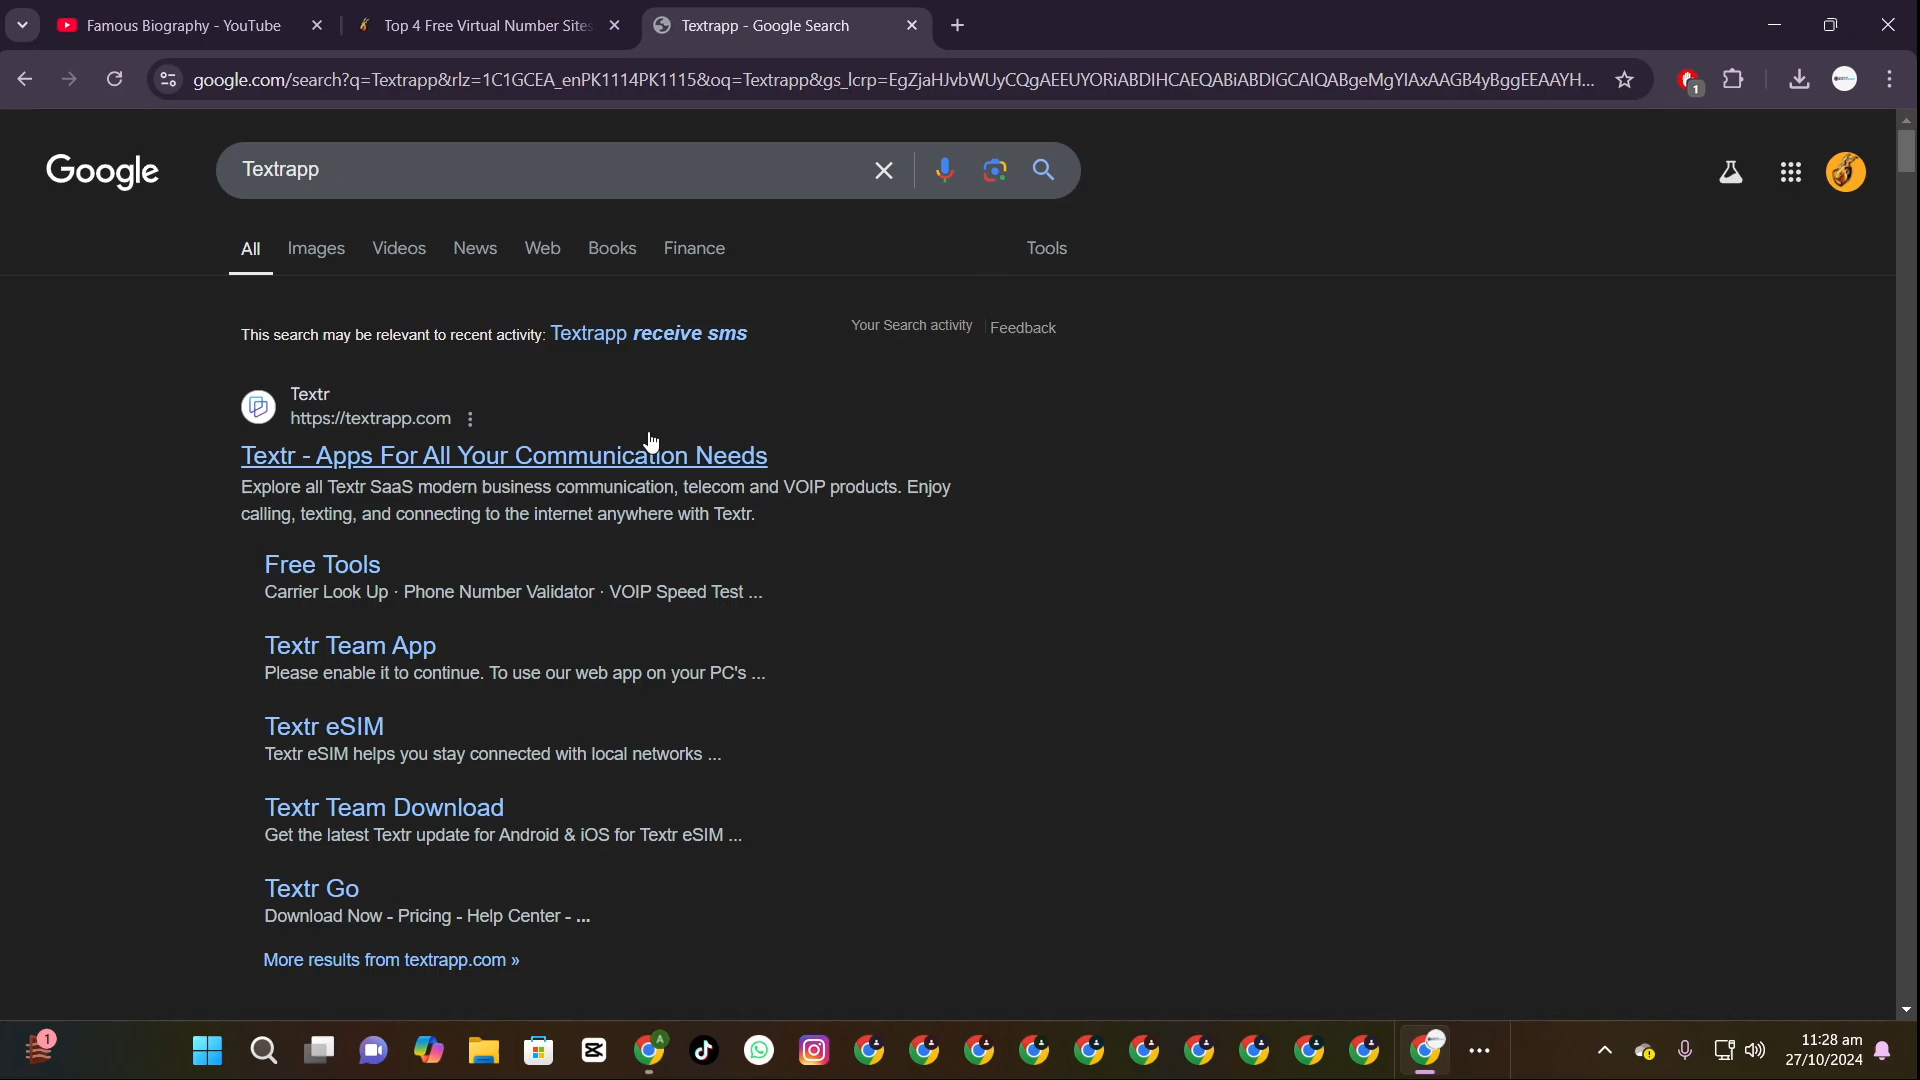 Famous Biography - YouTube
Top 4 Free Virtual Number Sites
Textrapp - Google Search
google.com/search?q=Textrapp&rlz=1C1GCEA_enPK1114PK1115&oq=Textrapp&gs_lcrp=EgZjaHJvbWUyCQgAEEUYORiABDIHCAEQABiABDIGCAIQABgeMgYIAxAAGB4yBggEEAAYH...
1
Google
Textrapp
All
Images
Videos
News
Web
Books
Finance
Tools
This search may be relevant to recent activity: Textrapp receive sms
Your Search activity
Feedback
Textr
https://textrapp.com
Textr - Apps For All Your Communication Needs
Explore all Textr SaaS modern business communication, telecom and VOIP products. Enjoy
calling, texting, and connecting to the internet anywhere with Textr.
Free Tools
Carrier Look Up · Phone Number Validator · VOIP Speed Test ...
Textr Team App
Please enable it to continue. To use our web app on your PC's ...
Textr eSIM
Textr eSIM helps you stay connected with local networks ...
Textr Team Download
Get the latest Textr update for Android & iOS for Textr eSIM ...
Textr Go
Download Now - Pricing - Help Center - ...
More results from textrapp.com »
1
A
11:28 am
27/10/2024